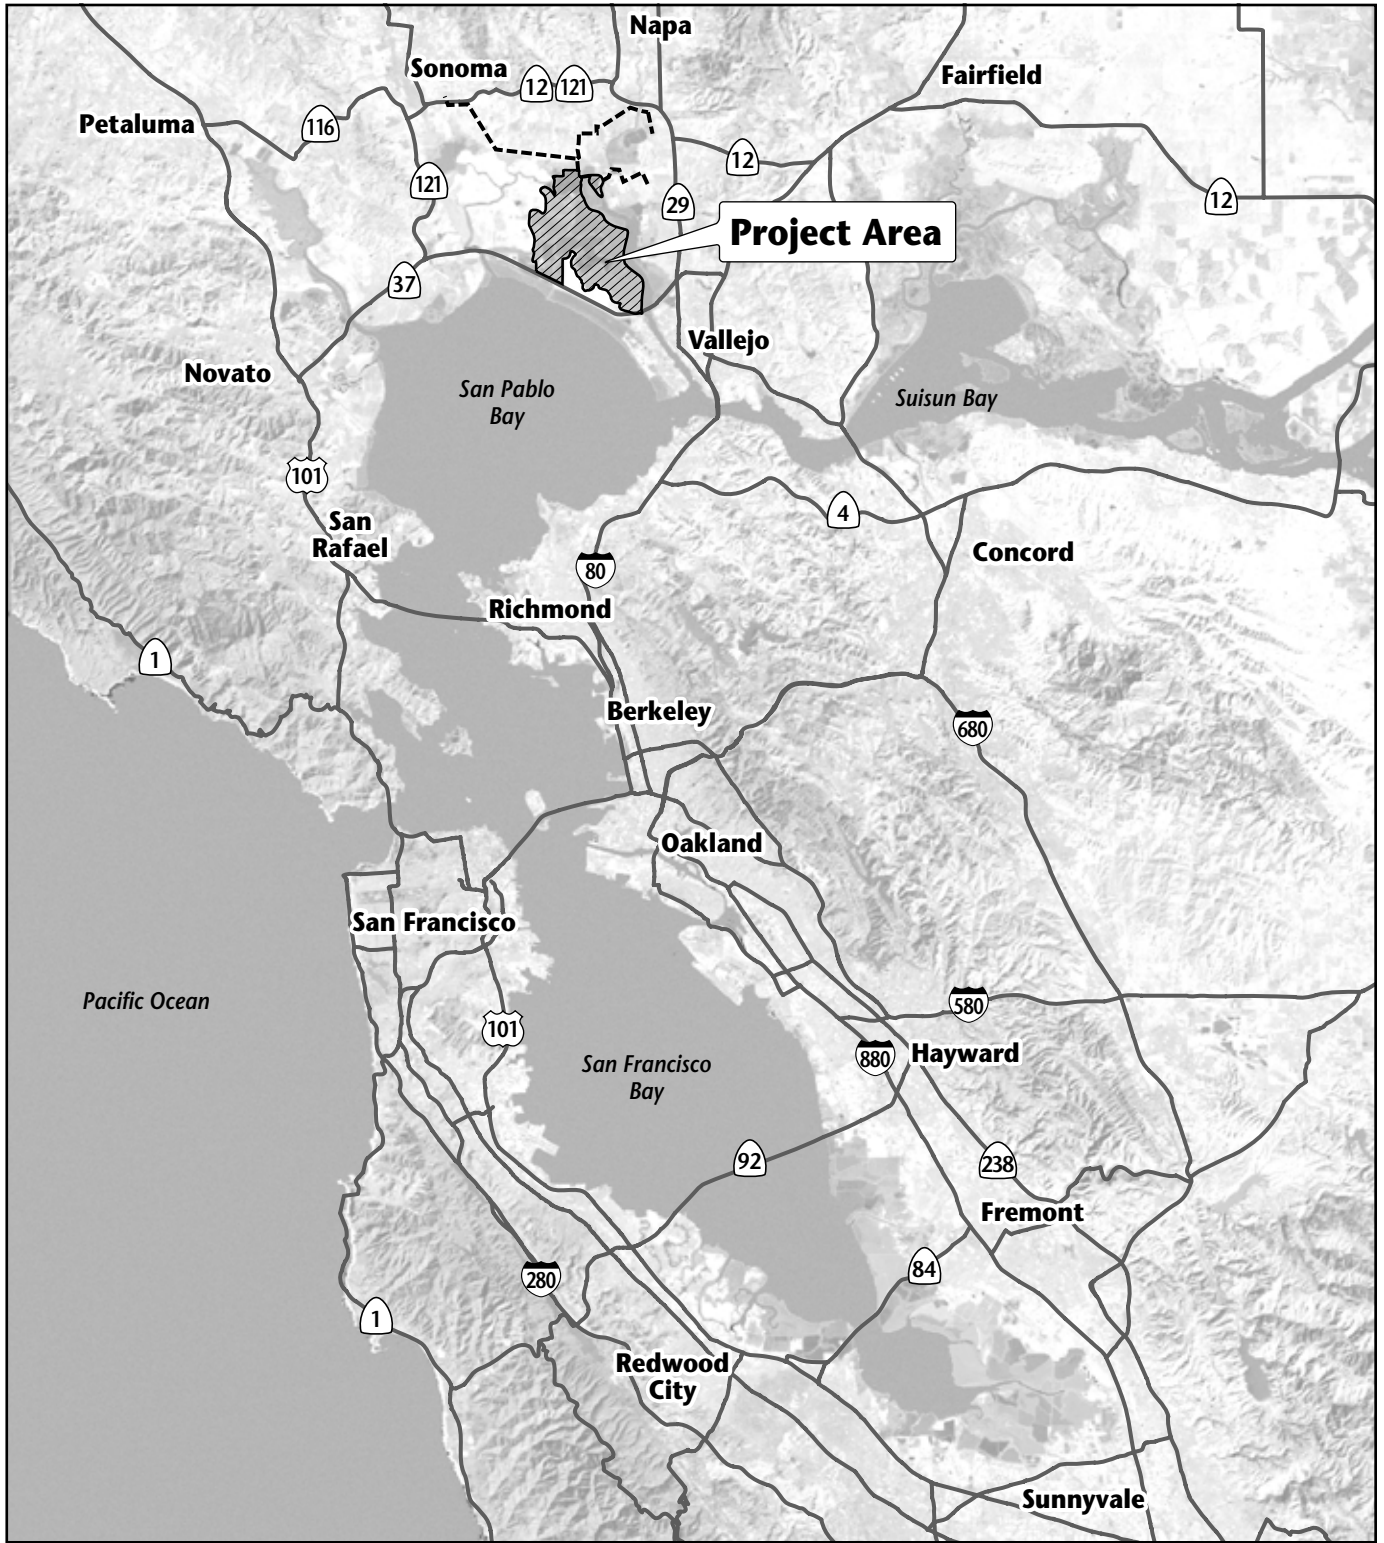 Napa
Sonoma
12
121
Fairfield
Petaluma
116
12
121
29
12
Project Area
37
Vallejo
Novato
San Pablo
Bay
Suisun Bay
101
4
San
Rafael
Concord
80
Richmond
1
Berkeley
680
Oakland
San Francisco
Pacific Ocean
580
101
Hayward
880
San Francisco
Bay
92
238
Fremont
84
280
1
Redwood
City
Sunnyvale